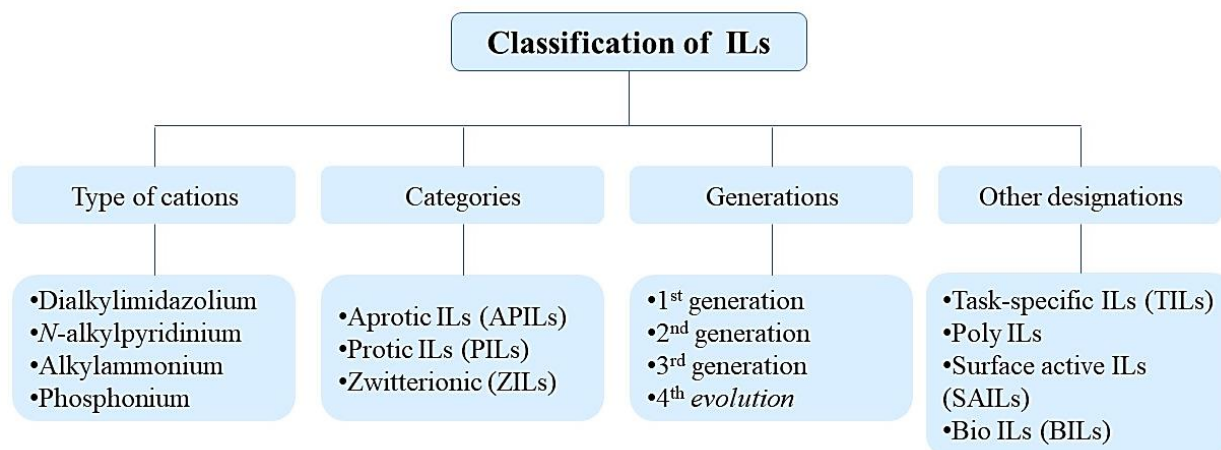 Classification of ILs
Type of cations
Categories
Generations
Other designations
•Dialkylimidazolium
•N-alkylpyridinium
•Alkylammonium
•Phosphonium
•Aprotic ILs (APILs)
•Protic ILs (PILs)
•Zwitterionic (ZILs)
•1st generation
•2nd generation
•3rd generation
•4th evolution
•Task-specific ILs (TILs)
•Poly ILs
•Surface active ILs
(SAILs)
•Bio ILs (BILs)